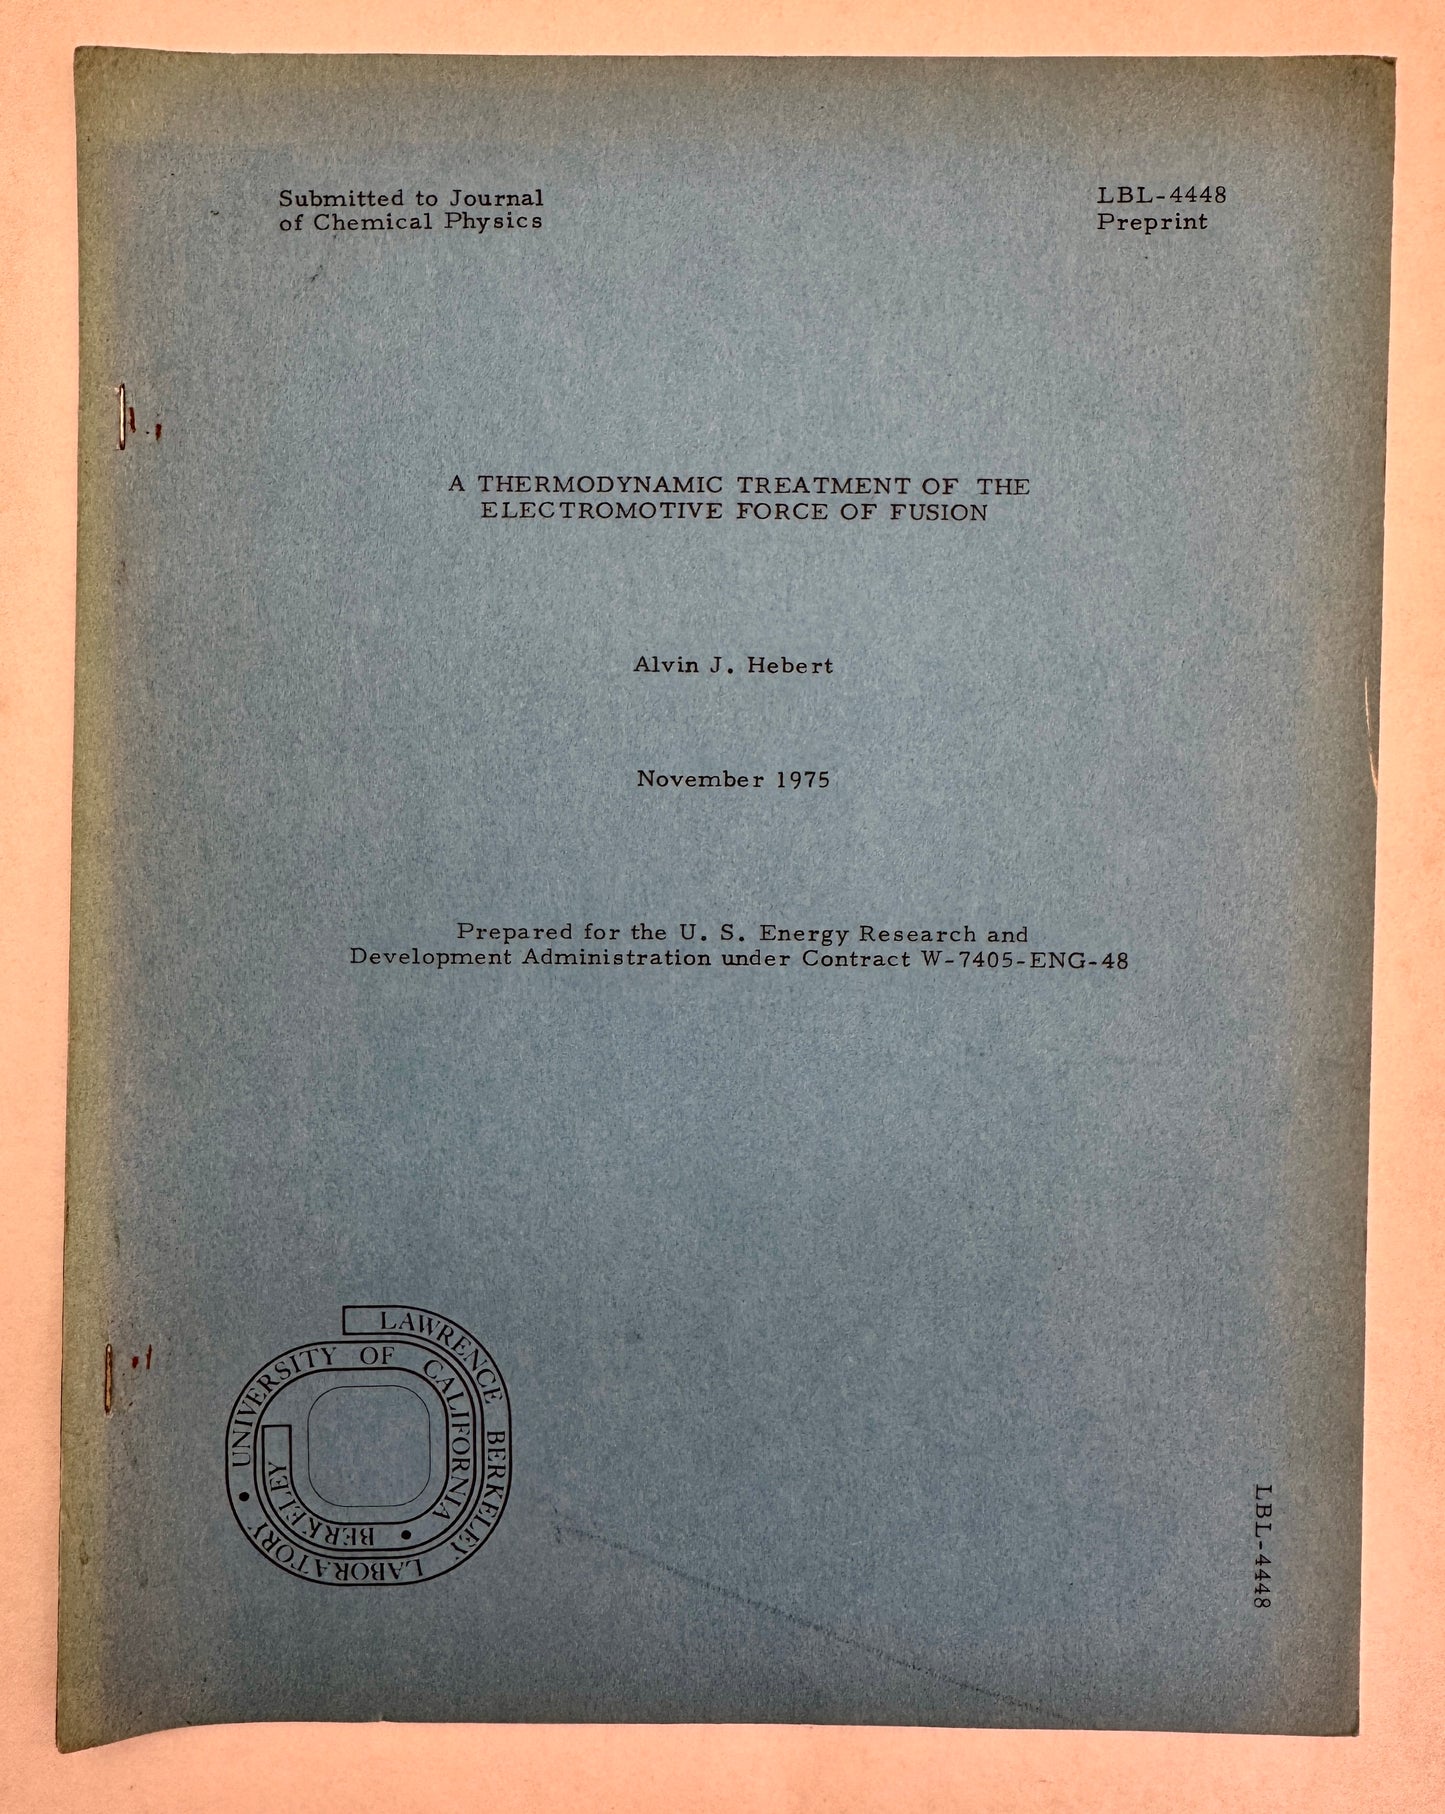 Submitted to Journal
of Chemical Physics
LBL-4448
Preprint
A THERMODYNAMIC TREATMENT OF THE
ELECTROMOTIVE FORCE OF FUSION
Alvin J. Hebert
November 1975
Prepared for the U. S. Energy Research and
Development Administration under Contract W-7405-ENG-48
LAWRENCE BERKELEY LABORATORY • UNIVERSITY OF CALIFORNIA • BERKELEY
LBL-4448